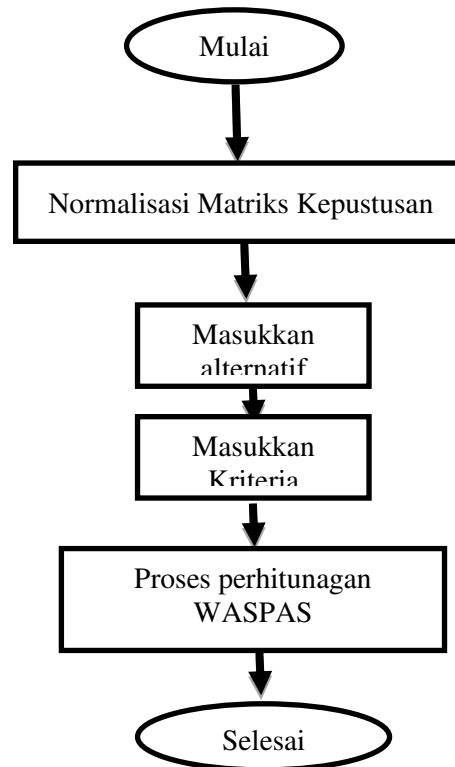 Mulai
Normalisasi Matriks Kepustusan
Masukkan
alternatif
Masukkan
Kriteria
Proses perhitunagan
WASPAS
Selesai